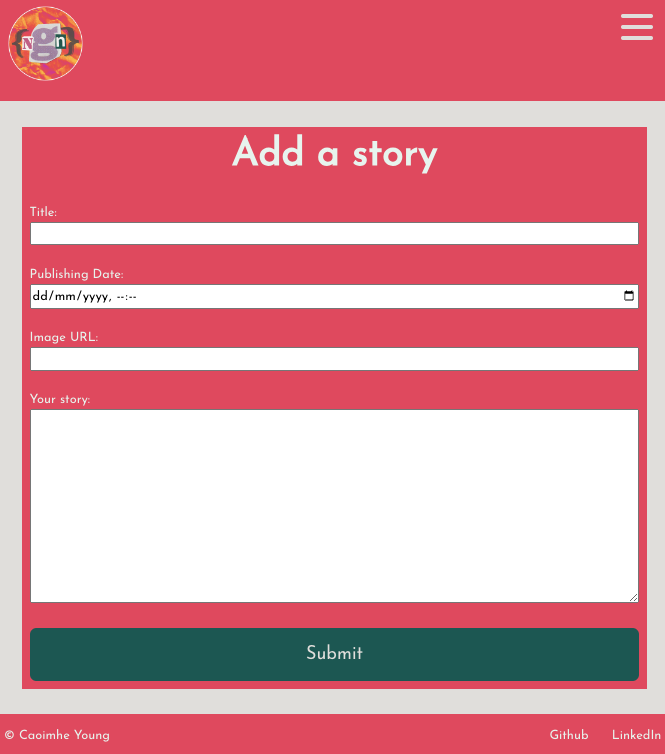 {Ngn}
Add a story
Title:
Publishing Date:
dd/mm/yyyy, --:--
Image URL:
Your story:
Submit
© Caoimhe Young
Github LinkedIn